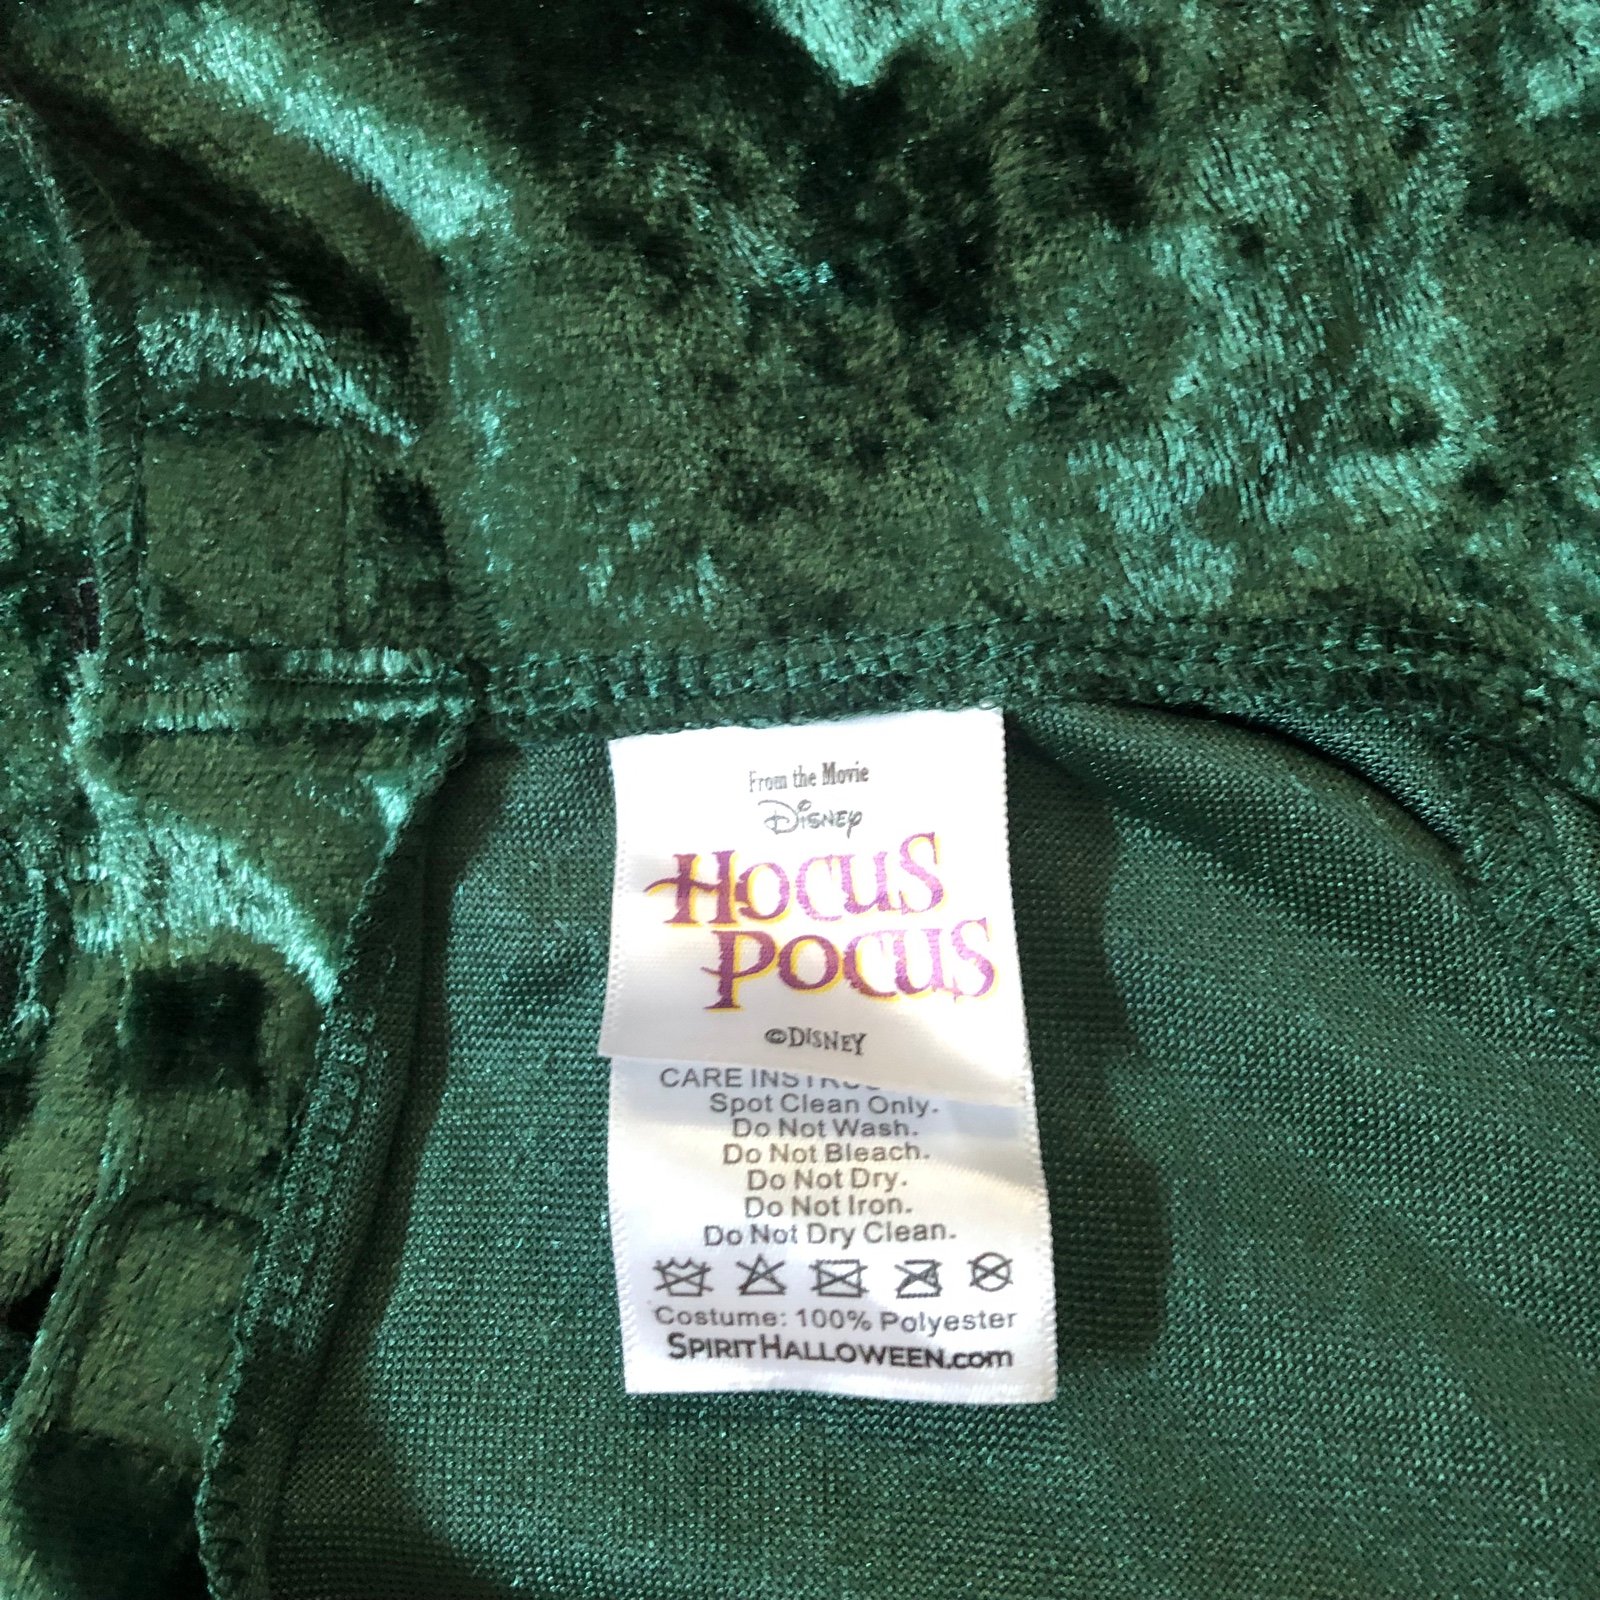 From the Movie
Disney
HOCUS
POCUS
©DISNEY
CARE
Spot Clean Only.
Do Not Wash.
Do Not Bleach.
Do Not Dry.
Do Not Iron.
Do Not Dry Clean.
Costume: 100% Polyester
SPIRITHALLOWEEN.com